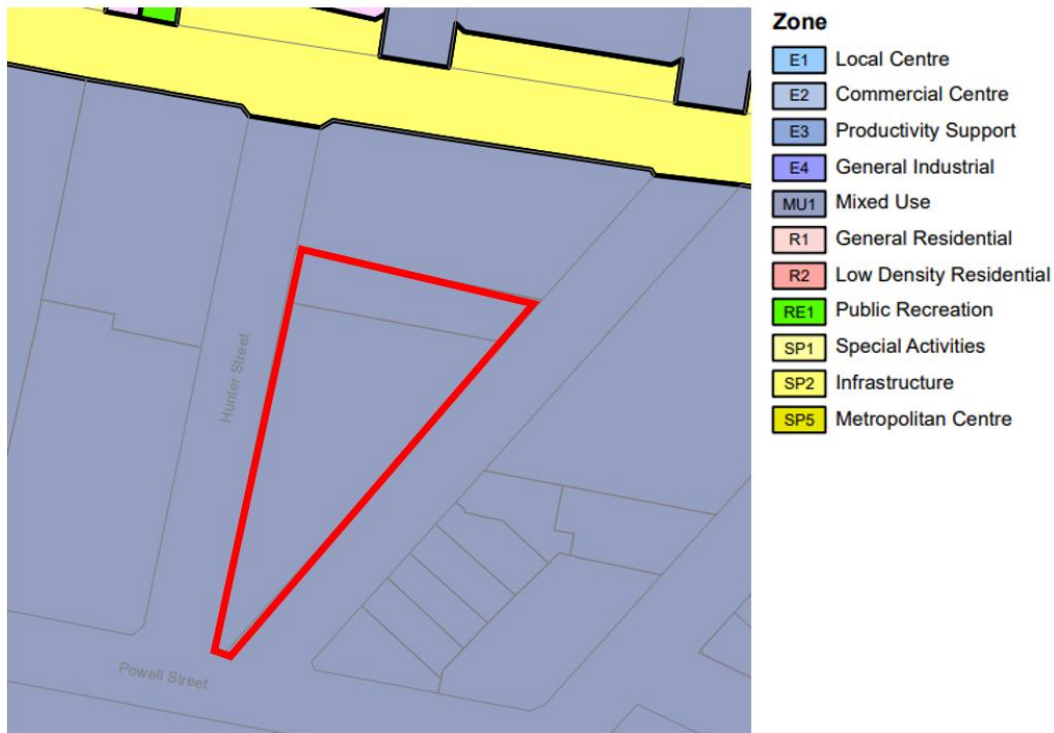 Zone
E1 Local Centre
E2 Commercial Centre
E3 Productivity Support
E4 General Industrial
MU1 Mixed Use
R1 General Residential
R2 Low Density Residential
RE1 Public Recreation
SP1 Special Activities
SP2 Infrastructure
SP5 Metropolitan Centre
Hunter Street
Powell Street